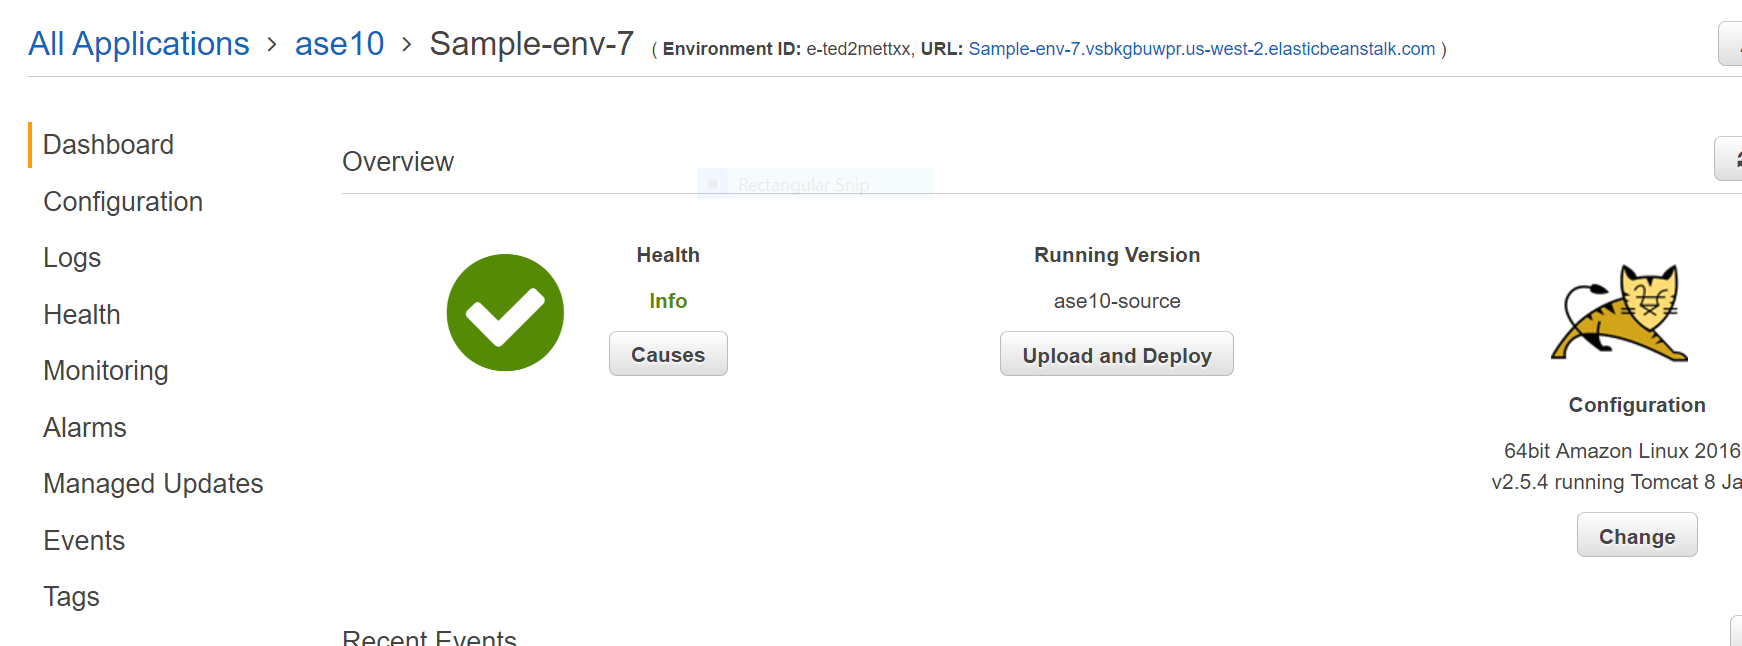 All Applications > ase10 > Sample-env-7 ( Environment ID: e-ted2mettxx, URL: Sample-env-7.vsbkgbuwpr.us-west-2.elasticbeanstalk.com )
Dashboard
Configuration
Logs
Health
Monitoring
Alarms
Managed Updates
Events
Tags
Overview
Rectangular Snip
Health
Info
Causes
Running Version
ase10-source
Upload and Deploy
Configuration
64bit Amazon Linux 2016
v2.5.4 running Tomcat 8 Ja
Change
Recent Events